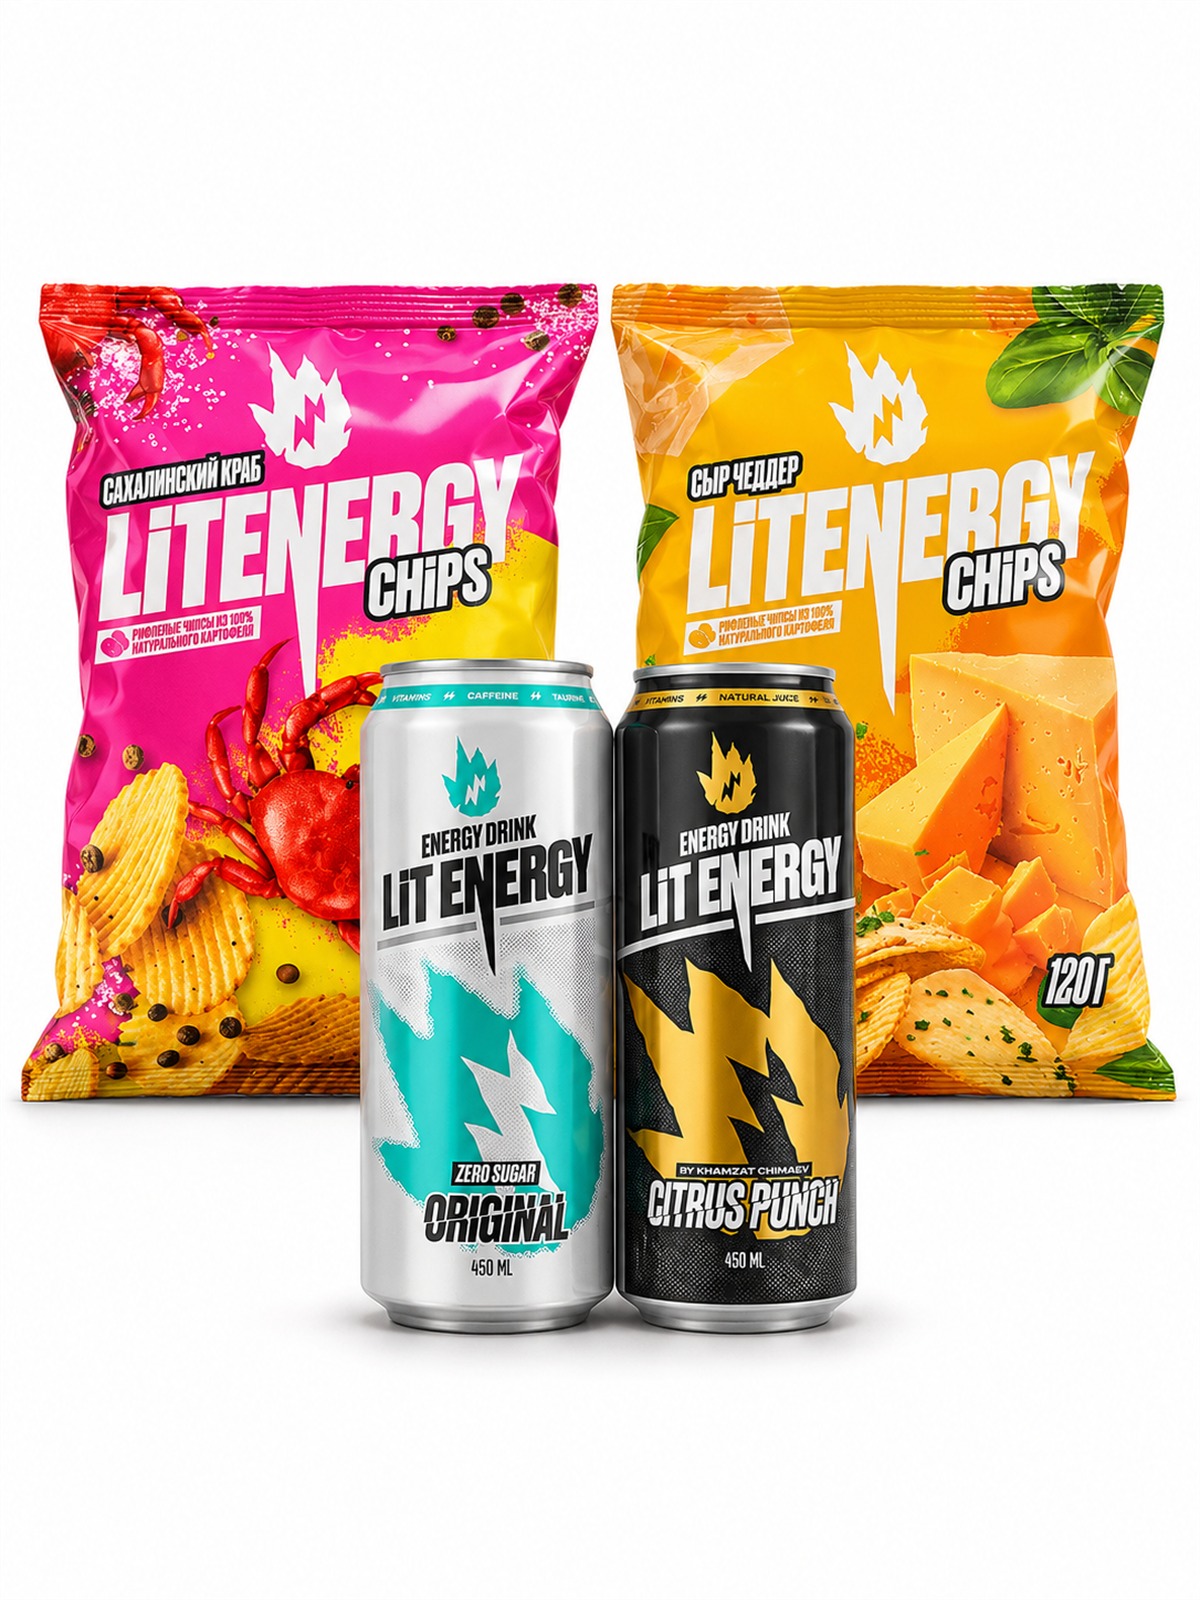 САХАЛИНСКИЙ КРАБ
LiTENERGY
CHiPS
РИФЛЕНЫЕ ЧИПСЫ ИЗ 100%
НАТУРАЛЬНОГО КАРТОФЕЛЯ
СЫР ЧЕДДЕР
LiTENERGY
CHiPS
РИФЛЕНЫЕ ЧИПСЫ ИЗ 100%
НАТУРАЛЬНОГО КАРТОФЕЛЯ
120 Г
VITAMINS CAFFEINE TAURINE
ENERGY DRINK
LiT ENERGY
ZERO SUGAR
ORIGINAL
450 ML
VITAMINS NATURAL JUICE
ENERGY DRINK
LiT ENERGY
BY KHAMZAT CHIMAEV
CITRUS PUNCH
450 ML